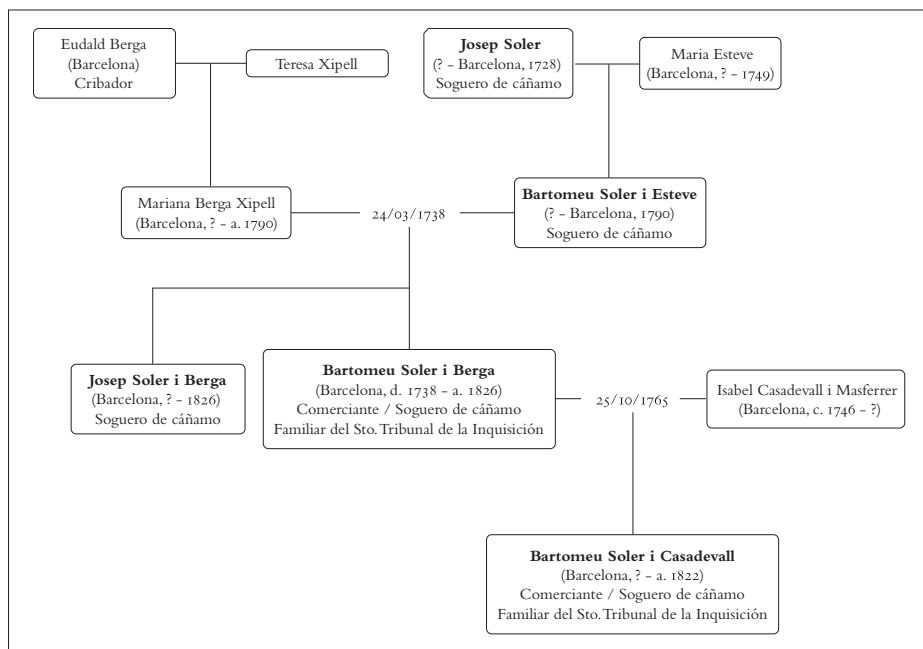 Eudald Berga
(Barcelona)
Cribador
Teresa Xipell
Josep Soler
(? - Barcelona, 1728)
Soguero de cáñamo
Maria Esteve
(Barcelona, ? - 1749)
Mariana Berga Xipell
(Barcelona, ? - a. 1790)
24/03/1738
Bartomeu Soler i Esteve
(? - Barcelona, 1790)
Soguero de cáñamo
Josep Soler i Berga
(Barcelona, ? - 1826)
Soguero de cáñamo
Bartomeu Soler i Berga
(Barcelona, d. 1738 – a. 1826)
Comerciante / Soguero de cáñamo
Familiar del Sto. Tribunal de la Inquisición
25/10/1765
Isabel Casadevall i Masferrer
(Barcelona, c. 1746 – ?)
Bartomeu Soler i Casadevall
(Barcelona, ? – a. 1822)
Comerciante / Soguero de cáñamo
Familiar del Sto. Tribunal de la Inquisición